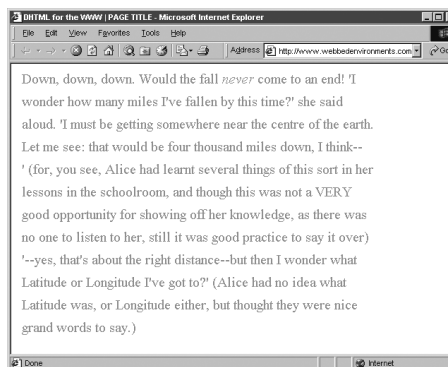 DHTML for the WWW | PAGE TITLE - Microsoft Internet Explorer
File Edit View Favorites Tools Help
Address http://www.webbedenvironments.com Go
Down, down, down. Would the fall never come to an end! 'I
wonder how many miles I've fallen by this time?' she said
aloud. 'I must be getting somewhere near the centre of the earth.
Let me see: that would be four thousand miles down, I think--
' (for, you see, Alice had learnt several things of this sort in her
lessons in the schoolroom, and though this was not a VERY
good opportunity for showing off her knowledge, as there was
no one to listen to her, still it was good practice to say it over)
'--yes, that's about the right distance--but then I wonder what
Latitude or Longitude I've got to?' (Alice had no idea what
Latitude was, or Longitude either, but thought they were nice
grand words to say.)
Done Internet